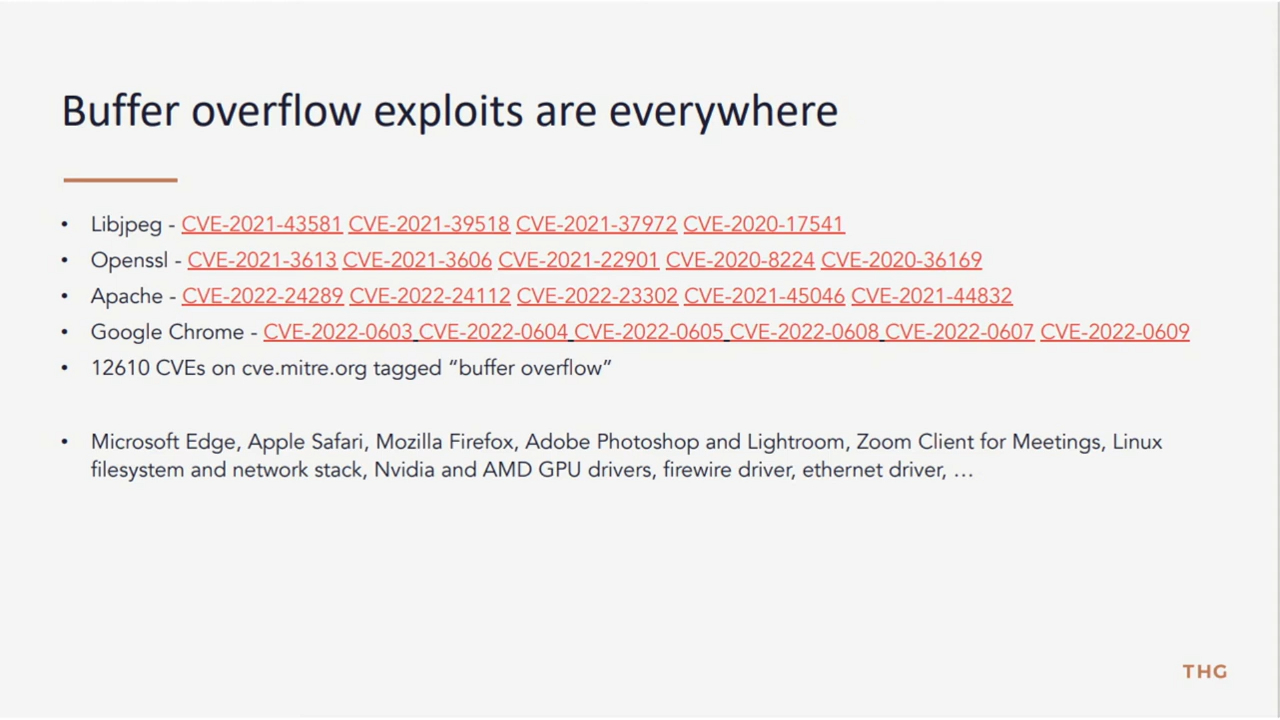 Buffer overflow exploits are everywhere
• Libjpeg - CVE-2021-43581 CVE-2021-39518 CVE-2021-37972 CVE-2020-17541
• Openssl - CVE-2021-3613 CVE-2021-3606 CVE-2021-22901 CVE-2020-8224 CVE-2020-36169
• Apache - CVE-2022-24289 CVE-2022-24112 CVE-2022-23302 CVE-2021-45046 CVE-2021-44832
• Google Chrome - CVE-2022-0603 CVE-2022-0604 CVE-2022-0605 CVE-2022-0608 CVE-2022-0607 CVE-2022-0609
• 12610 CVEs on cve.mitre.org tagged “buffer overflow”
• Microsoft Edge, Apple Safari, Mozilla Firefox, Adobe Photoshop and Lightroom, Zoom Client for Meetings, Linux
filesystem and network stack, Nvidia and AMD GPU drivers, firewire driver, ethernet driver, …
THG